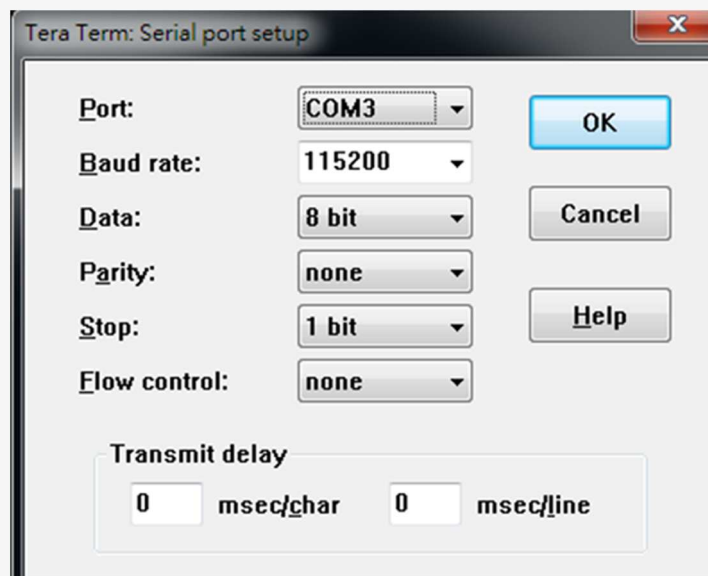 Tera Term: Serial port setup
Port: COM3 OK
Baud rate: 115200
Data: 8 bit Cancel
Parity: none
Stop: 1 bit Help
Flow control: none
Transmit delay
0 msec/char 0 msec/line